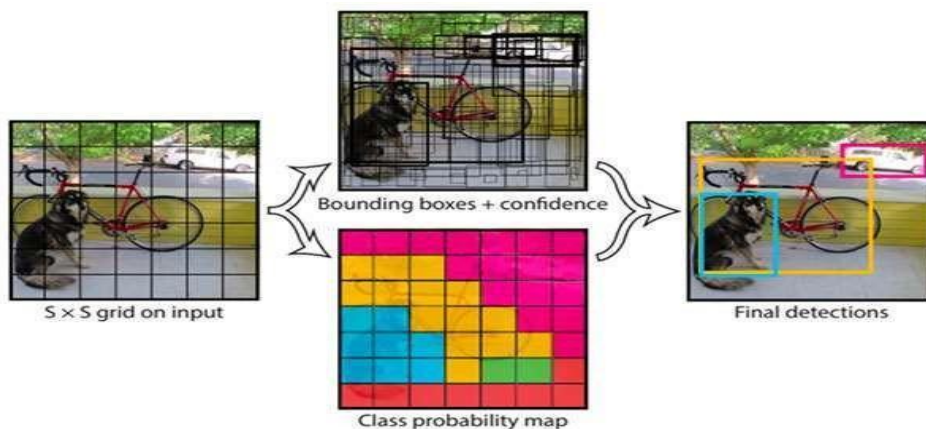 Bounding boxes + confidence
S × S grid on input
Final detections
Class probability map